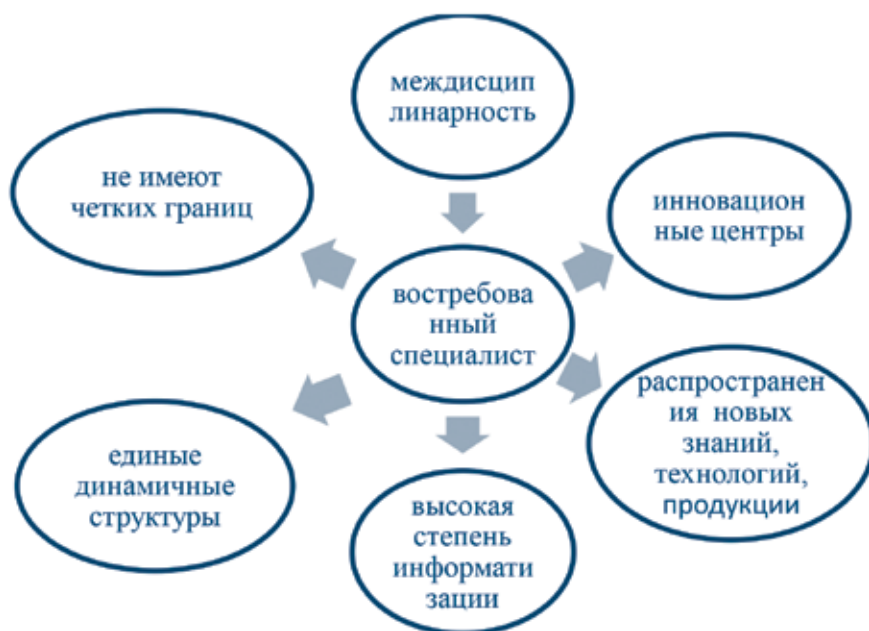 междисцип
линарность
не имеют
четких границ
инновацион
ные центры
востребова
нный
специалист
распространен
ия новых
знаний,
технологий,
продукции
единые
динамичные
структуры
высокая
степень
информати
зации